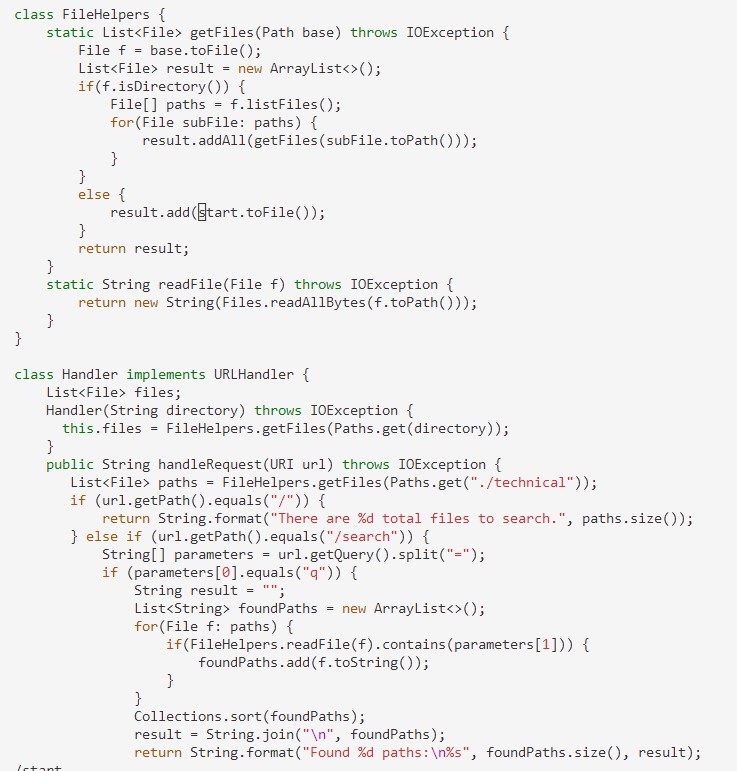 class FileHelpers {
    static List<File> getFiles(Path base) throws IOException {
        File f = base.toFile();
        List<File> result = new ArrayList<>();
        if(f.isDirectory()) {
            File[] paths = f.listFiles();
            for(File subFile: paths) {
                result.addAll(getFiles(subFile.toPath()));
            }
        }
        else {
            result.add(start.toFile());
        }
        return result;
    }
    static String readFile(File f) throws IOException {
        return new String(Files.readAllBytes(f.toPath()));
    }
}

class Handler implements URLHandler {
    List<File> files;
    Handler(String directory) throws IOException {
      this.files = FileHelpers.getFiles(Paths.get(directory));
    }
    public String handleRequest(URI url) throws IOException {
       List<File> paths = FileHelpers.getFiles(Paths.get("./technical"));
       if (url.getPath().equals("/")) {
           return String.format("There are %d total files to search.", paths.size());
       } else if (url.getPath().equals("/search")) {
           String[] parameters = url.getQuery().split("=");
           if (parameters[0].equals("q")) {
               String result = "";
               List<String> foundPaths = new ArrayList<>();
               for(File f: paths) {
                   if(FileHelpers.readFile(f).contains(parameters[1])) {
                       foundPaths.add(f.toString());
                   }
               }
               Collections.sort(foundPaths);
               result = String.join("\n", foundPaths);
               return String.format("Found %d paths:\n%s", foundPaths.size(), result);
/start